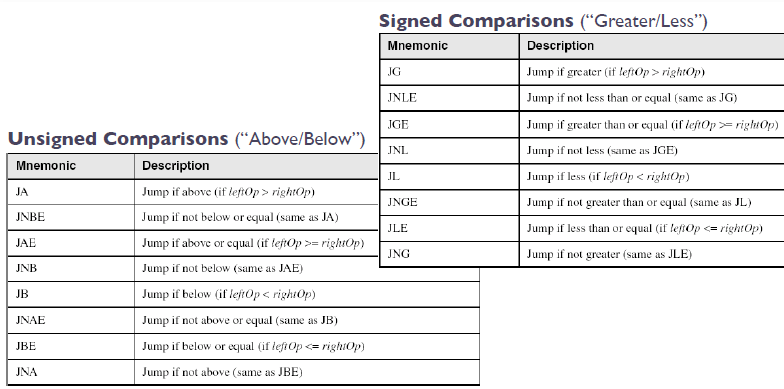 Signed Comparisons (“Greater/Less”)
Mnemonic Description
JG Jump if greater (if leftOp > rightOp)
JNLE Jump if not less than or equal (same as JG)
JGE Jump if greater than or equal (if leftOp >= rightOp)
JNL Jump if not less (same as JGE)
JL Jump if less (if leftOp < rightOp)
JNGE Jump if not greater than or equal (same as JL)
JLE Jump if less than or equal (if leftOp <= rightOp)
JNG Jump if not greater (same as JLE)
Unsigned Comparisons (“Above/Below”)
Mnemonic Description
JA Jump if above (if leftOp > rightOp)
JNBE Jump if not below or equal (same as JA)
JAE Jump if above or equal (if leftOp >= rightOp)
JNB Jump if not below (same as JAE)
JB Jump if below (if leftOp < rightOp)
JNAE Jump if not above or equal (same as JB)
JBE Jump if below or equal (if leftOp <= rightOp)
JNA Jump if not above (same as JBE)